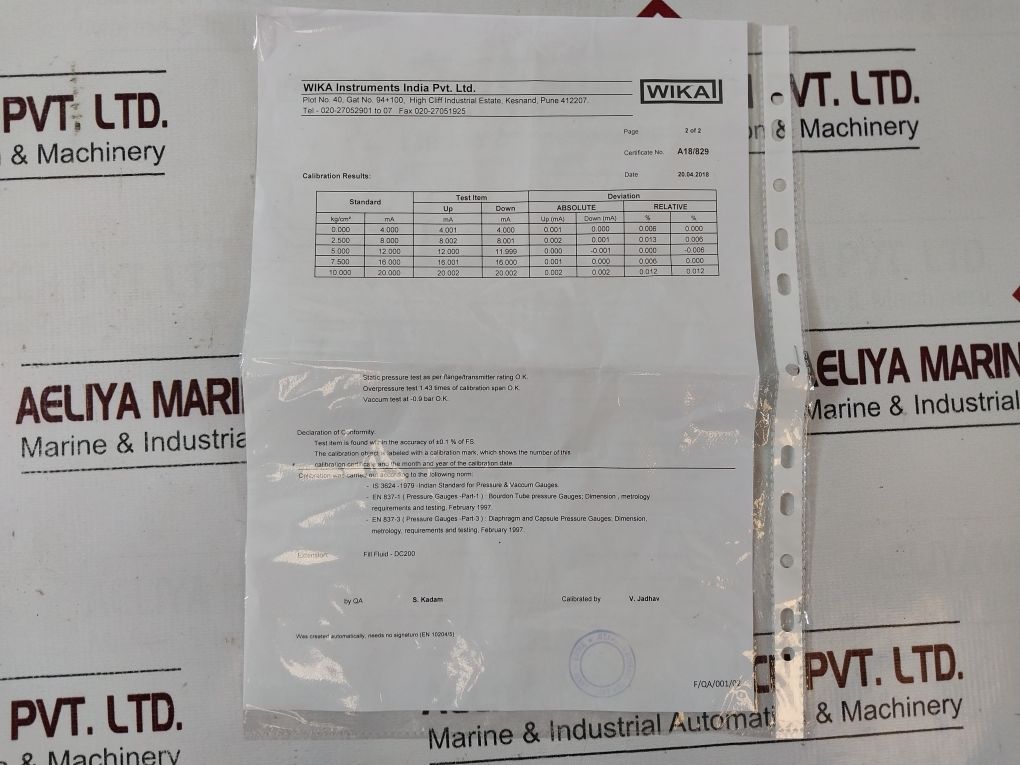 WIKA Instruments India Pvt. Ltd.
Plot No. 40, Gat No. 94+100, High Cliff Industrial Estate, Kesnand, Pune 412207.
Tel - 020-27052901 to 07 Fax 020-27051925
WIKAI
Page 2 of 2
Certificate No. A18/829
Date 20.04.2018
Calibration Results:
Standard Test Item Deviation
Up Down ABSOLUTE RELATIVE
kg/cm² mA mA mA Up (mA) Down (mA) % %
0.000 4.000 4.001 4.000 0.001 0.000 0.006 0.000
2.500 8.000 8.002 8.001 0.002 0.001 0.013 0.006
5.000 12.000 12.000 11.999 0.000 -0.001 0.000 -0.006
7.500 16.000 16.001 16.000 0.001 0.000 0.006 0.000
10.000 20.000 20.002 20.002 0.002 0.002 0.012 0.012
Static pressure test as per flange/transmitter rating O.K.
Overpressure test 1.43 times of calibration span O.K.
Vaccum test at -0.9 bar O.K.
Declaration of Conformity:
Test item is found within the accuracy of ±0.1 % of FS.
The calibration object is labeled with a calibration mark, which shows the number of this
calibration certificate and the month and year of the calibration date.
Calibration was carried out according to the following norm:
- IS 3624 -1979 -Indian Standard for Pressure & Vaccum Gauges.
- EN 837-1 ( Pressure Gauges -Part-1 ) : Bourdon Tube pressure Gauges; Dimension , metrology
requirements and testing, February 1997.
- EN 837-3 ( Pressure Gauges -Part-3 ) : Diaphragm and Capsule Pressure Gauges; Dimension,
metrology, requirements and testing. February 1997.
Extension: Fill Fluid - DC200
by QA S. Kadam Calibrated by V. Jadhav
Was created automatically, needs no signature (EN 10204/5)
F/QA/001/02
PVT. LTD.
& Machinery
VT. LTD.
& Machinery
AELIYA MARI
Marine & Industria
AELIYA MARIN
Marine & Industrial
PVT. LTD.
& Machinery
PVT. LTD.
Marine & Industrial Automati & Machinery